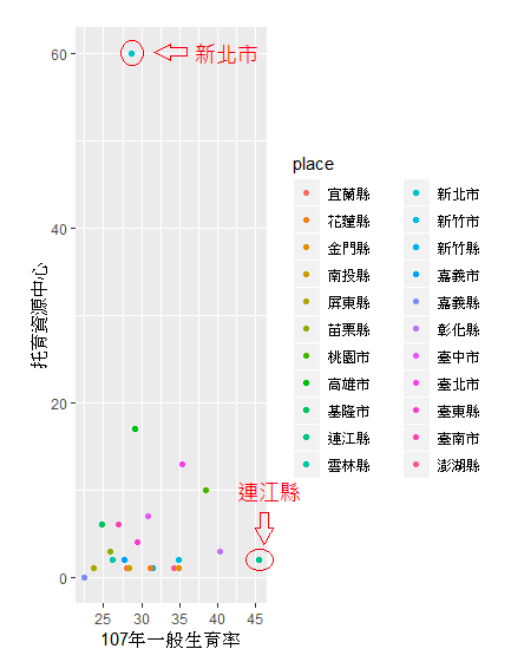 60
新北市
place
宜蘭縣
新北市
花蓮縣
新竹市
40
金門縣
新竹縣
南投縣
嘉義市
托育資源中心
屏東縣
嘉義縣
苗栗縣
彰化縣
桃園市
臺中市
20
高雄市
臺北市
基隆市
臺東縣
連江縣
臺南市
雲林縣
澎湖縣
連江縣
0
25
30
35
40
45
107年一般生育率